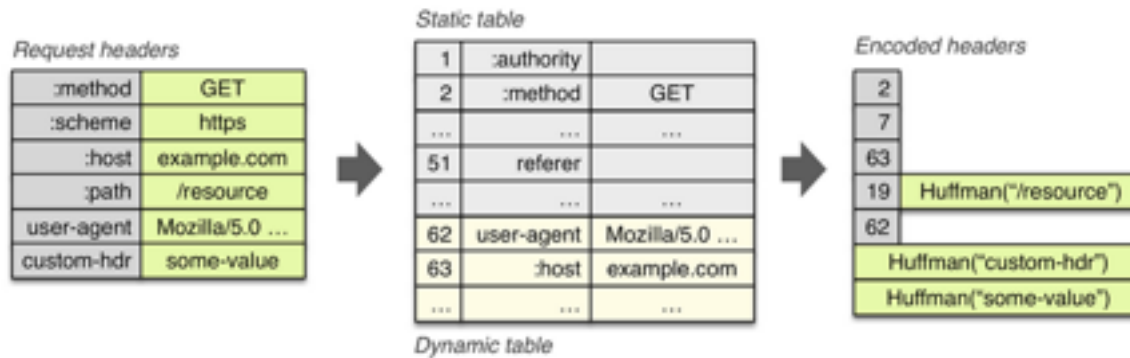 Request headers
:method GET
:scheme https
:host example.com
:path /resource
user-agent Mozilla/5.0 ...
custom-hdr some-value
Static table
1 :authority
2 :method GET
... ... ...
51 referer
... ... ...
62 user-agent Mozilla/5.0 ...
63 :host example.com
... ... ...
Dynamic table
Encoded headers
2
7
63
19 Huffman("/resource")
62
Huffman("custom-hdr")
Huffman("some-value")